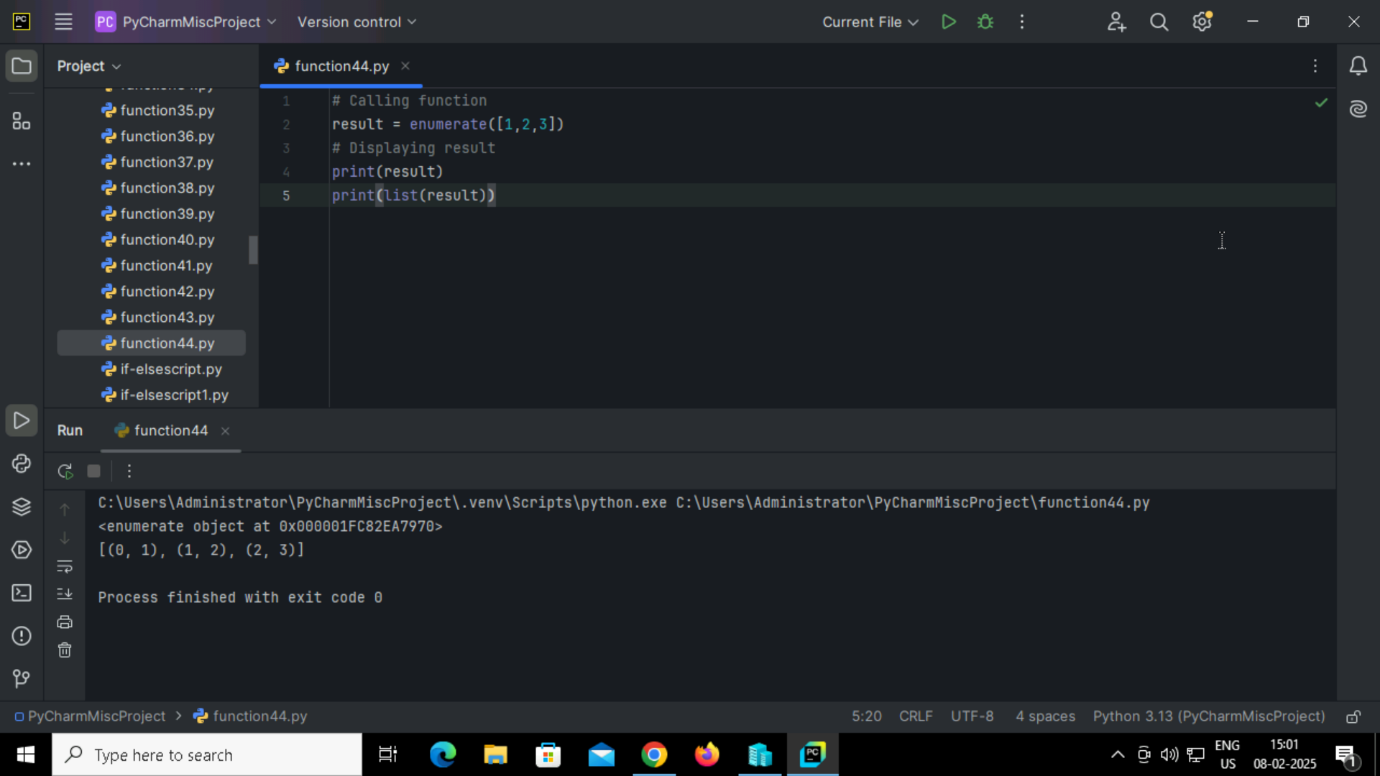 PC PyCharmMiscProject Version control Current File
Project
function44.py
function35.py
function36.py
function37.py
function38.py
function39.py
function40.py
function41.py
function42.py
function43.py
function44.py
if-elsescript.py
if-elsescript1.py
1 # Calling function
2 result = enumerate([1,2,3])
3 # Displaying result
4 print(result)
5 print(list(result))
Run function44
C:\Users\Administrator\PyCharmMiscProject\.venv\Scripts\python.exe C:\Users\Administrator\PyCharmMiscProject\function44.py
<enumerate object at 0x000001FC82EA7970>
[(0, 1), (1, 2), (2, 3)]
Process finished with exit code 0
PyCharmMiscProject > function44.py 5:20 CRLF UTF-8 4 spaces Python 3.13 (PyCharmMiscProject)
Type here to search
ENG
US
15:01
08-02-2025
1